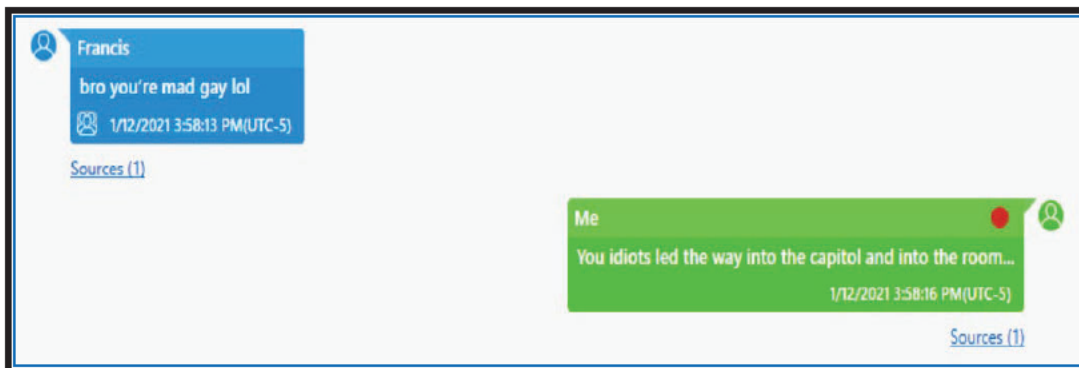 Francis
bro you're mad gay lol
1/12/2021 3:58:13 PM(UTC-5)
Sources (1)
Me
You idiots led the way into the capitol and into the room...
1/12/2021 3:58:16 PM(UTC-5)
Sources (1)